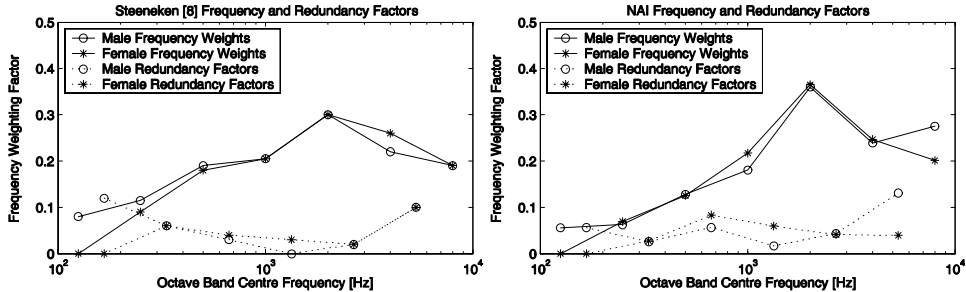 Steeneken [8] Frequency and Redundancy Factors
0.5
0.4
0.3
0.2
0.1
0
Frequency Weighting Factor
Male Frequency Weights
Female Frequency Weights
Male Redundancy Factors
Female Redundancy Factors
10^2
10^3
10^4
Octave Band Centre Frequency [Hz]
NAI Frequency and Redundancy Factors
0.5
0.4
0.3
0.2
0.1
0
Frequency Weighting Factor
Male Frequency Weights
Female Frequency Weights
Male Redundancy Factors
Female Redundancy Factors
10^2
10^3
10^4
Octave Band Centre Frequency [Hz]